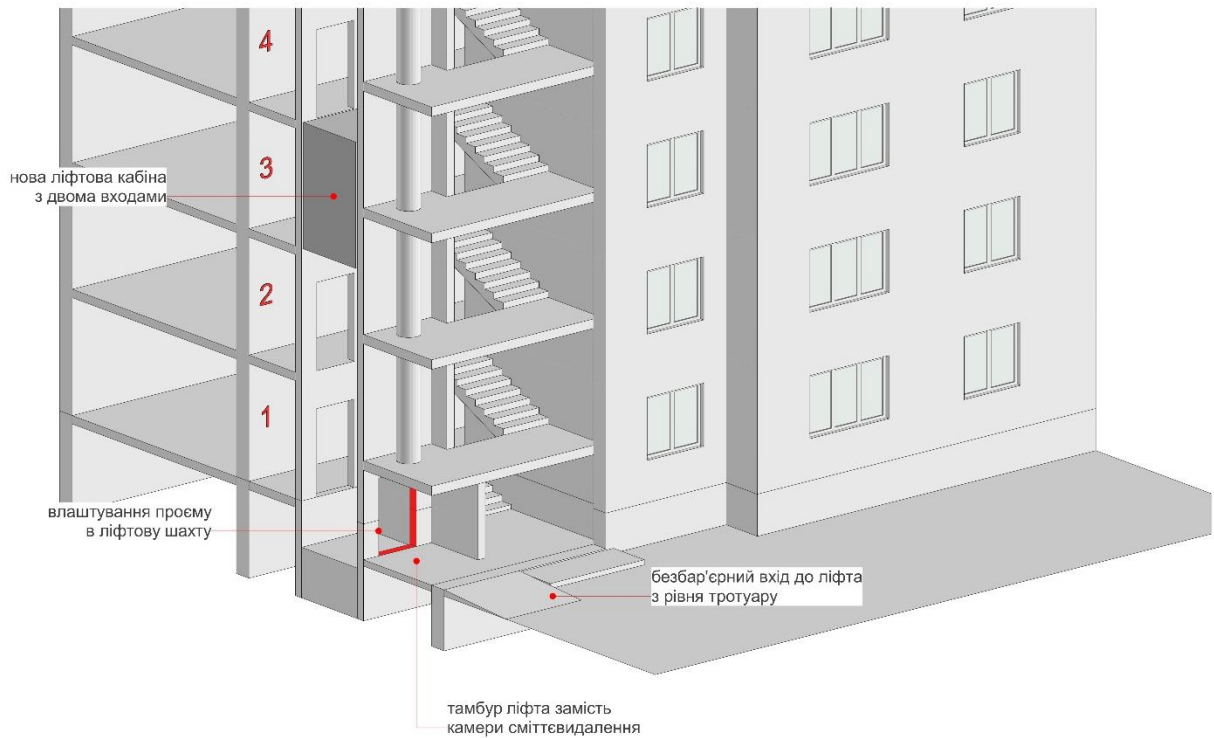 4
3
нова ліфтова кабіна
з двома входами
2
1
влаштування проєму
в ліфтову шахту
безбар'єрний вхід до ліфта
з рівня тротуару
тамбур ліфта замість
камери сміттєвидалення